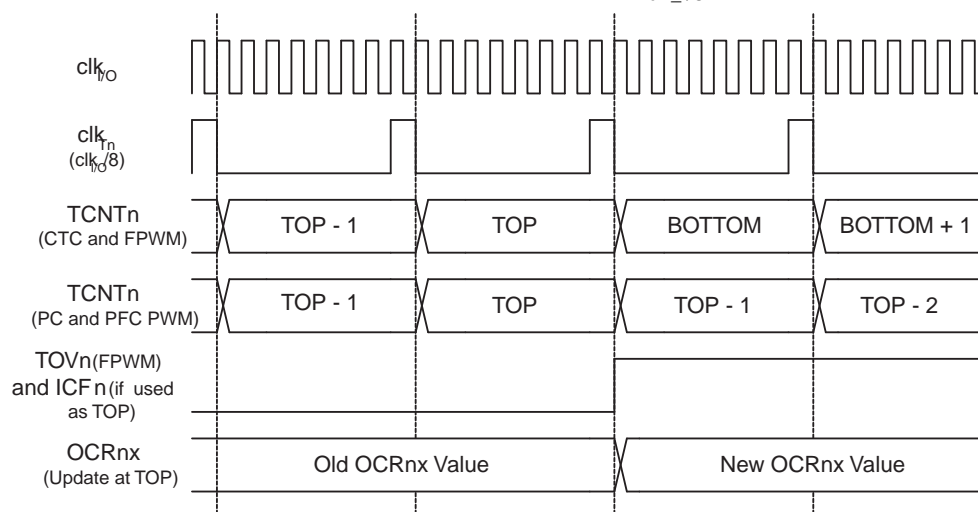 clkI/O
clkTn
(clkI/O/8)
TCNTn
(CTC and FPWM)
TOP - 1
TOP
BOTTOM
BOTTOM + 1
TCNTn
(PC and PFC PWM)
TOP - 1
TOP
TOP - 1
TOP - 2
TOVn(FPWM)
and ICFn(if used
as TOP)
OCRnx
(Update at TOP)
Old OCRnx Value
New OCRnx Value